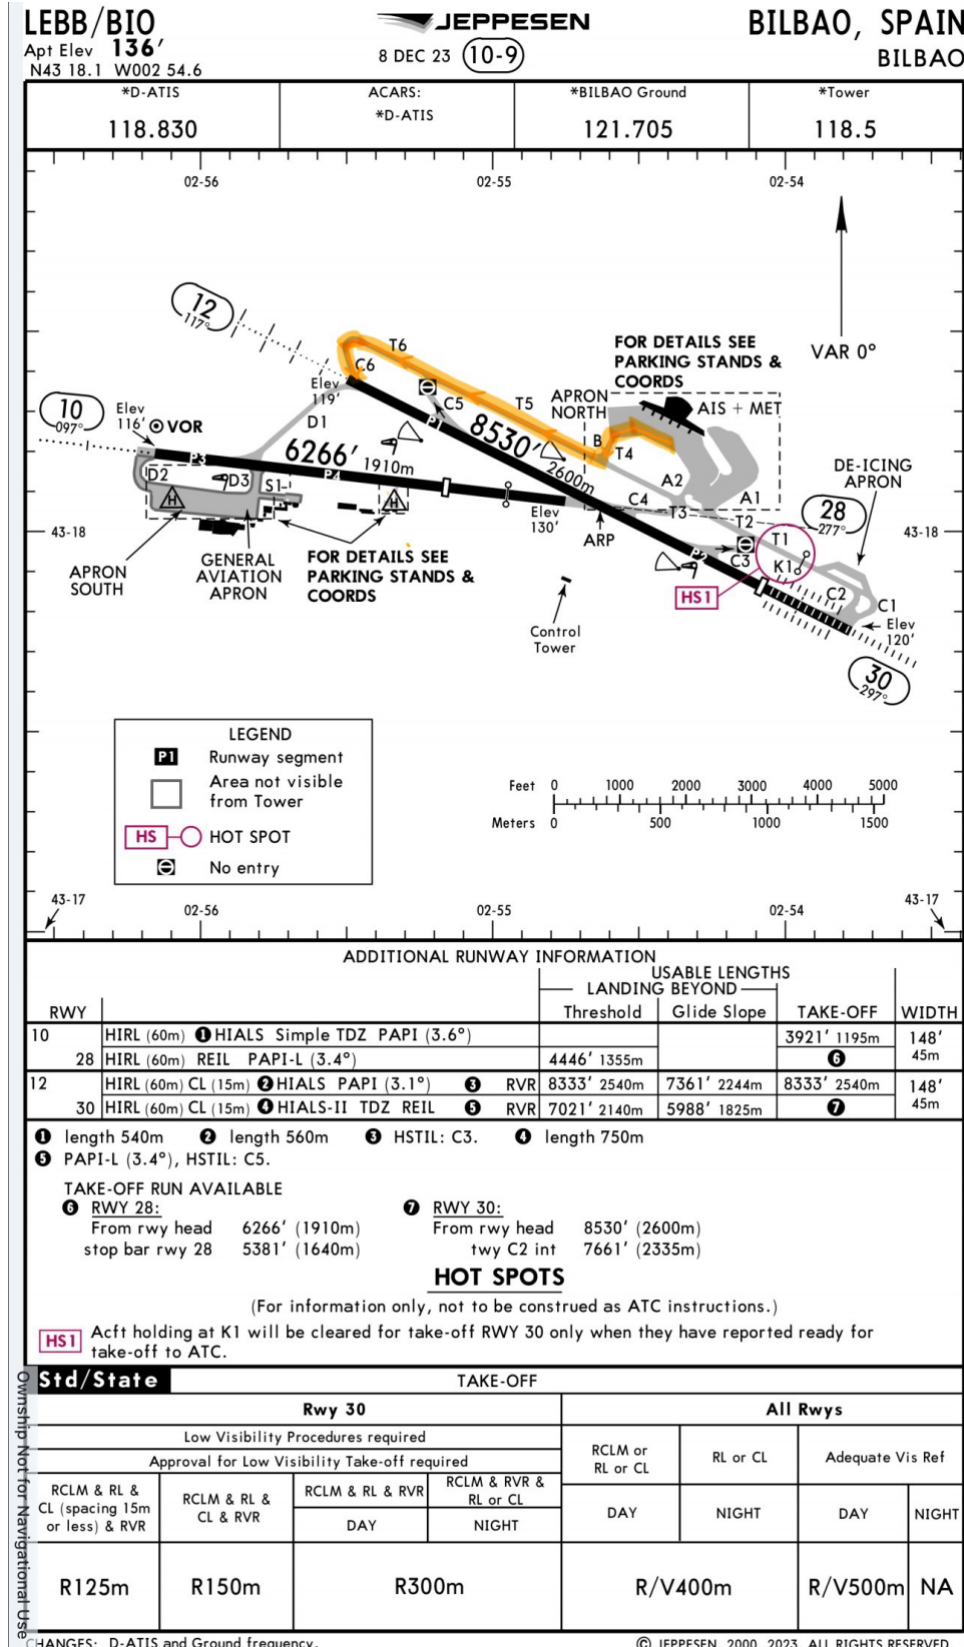 LEBB/BIO
Apt Elev 136'
N43 18.1 W002 54.6
JEPPESEN
8 DEC 23 10-9
BILBAO, SPAIN
BILBAO
*D-ATIS
118.830
ACARS:
*D-ATIS
*BILBAO Ground
121.705
*Tower
118.5
02-56 02-55 02-54
12
117°
T6
C6
Elev
119'
VAR 0°
FOR DETAILS SEE
PARKING STANDS &
COORDS
10
097°
Elev
116'
VOR
D1
C5
P1
8530'
2600m
T5
APRON
NORTH
AIS + MET
B
T4
A2
A1
DE-ICING
APRON
P3
6266'
1910m
P4
D2
D3
S1
H
H
Elev
130'
ARP
C4
T3
T2
28
277°
43-18
43-18
APRON
SOUTH
GENERAL
AVIATION
APRON
FOR DETAILS SEE
PARKING STANDS &
COORDS
P2
C3
T1
K1
HS1
C2
C1
Elev
120'
Control
Tower
30
297°
LEGEND
P1 Runway segment
Area not visible
from Tower
HS HOT SPOT
No entry
Feet 0 1000 2000 3000 4000 5000
Meters 0 500 1000 1500
43-17
02-56 02-55 02-54
43-17
ADDITIONAL RUNWAY INFORMATION
USABLE LENGTHS
LANDING BEYOND
RWY Threshold Glide Slope TAKE-OFF WIDTH
10 HIRL (60m) ❶ HIALS Simple TDZ PAPI (3.6°) 3921' 1195m 148'
28 HIRL (60m) REIL PAPI-L (3.4°) 4446' 1355m ❻ 45m
12 HIRL (60m) CL (15m) ❷ HIALS PAPI (3.1°) ❸ RVR 8333' 2540m 7361' 2244m 8333' 2540m 148'
30 HIRL (60m) CL (15m) ❹ HIALS-II TDZ REIL ❺ RVR 7021' 2140m 5988' 1825m ❼ 45m
❶ length 540m ❷ length 560m ❸ HSTIL: C3. ❹ length 750m
❺ PAPI-L (3.4°), HSTIL: C5.
TAKE-OFF RUN AVAILABLE
❻ RWY 28: ❼ RWY 30:
From rwy head 6266' (1910m) From rwy head 8530' (2600m)
stop bar rwy 28 5381' (1640m) twy C2 int 7661' (2335m)
HOT SPOTS
(For information only, not to be construed as ATC instructions.)
HS1 Acft holding at K1 will be cleared for take-off RWY 30 only when they have reported ready for
take-off to ATC.
Std/State TAKE-OFF
Rwy 30
All Rwys
Low Visibility Procedures required
Approval for Low Visibility Take-off required
RCLM or
RL or CL
RL or CL
Adequate Vis Ref
RCLM & RL &
CL (spacing 15m
or less) & RVR
RCLM & RL &
CL & RVR
RCLM & RL & RVR
RCLM & RVR &
RL or CL
DAY NIGHT DAY NIGHT DAY NIGHT
R125m R150m R300m R/V400m R/V500m NA
Ownship Not for Navigational Use
CHANGES: D-ATIS and Ground frequency.
© JEPPESEN, 2000, 2023. ALL RIGHTS RESERVED.